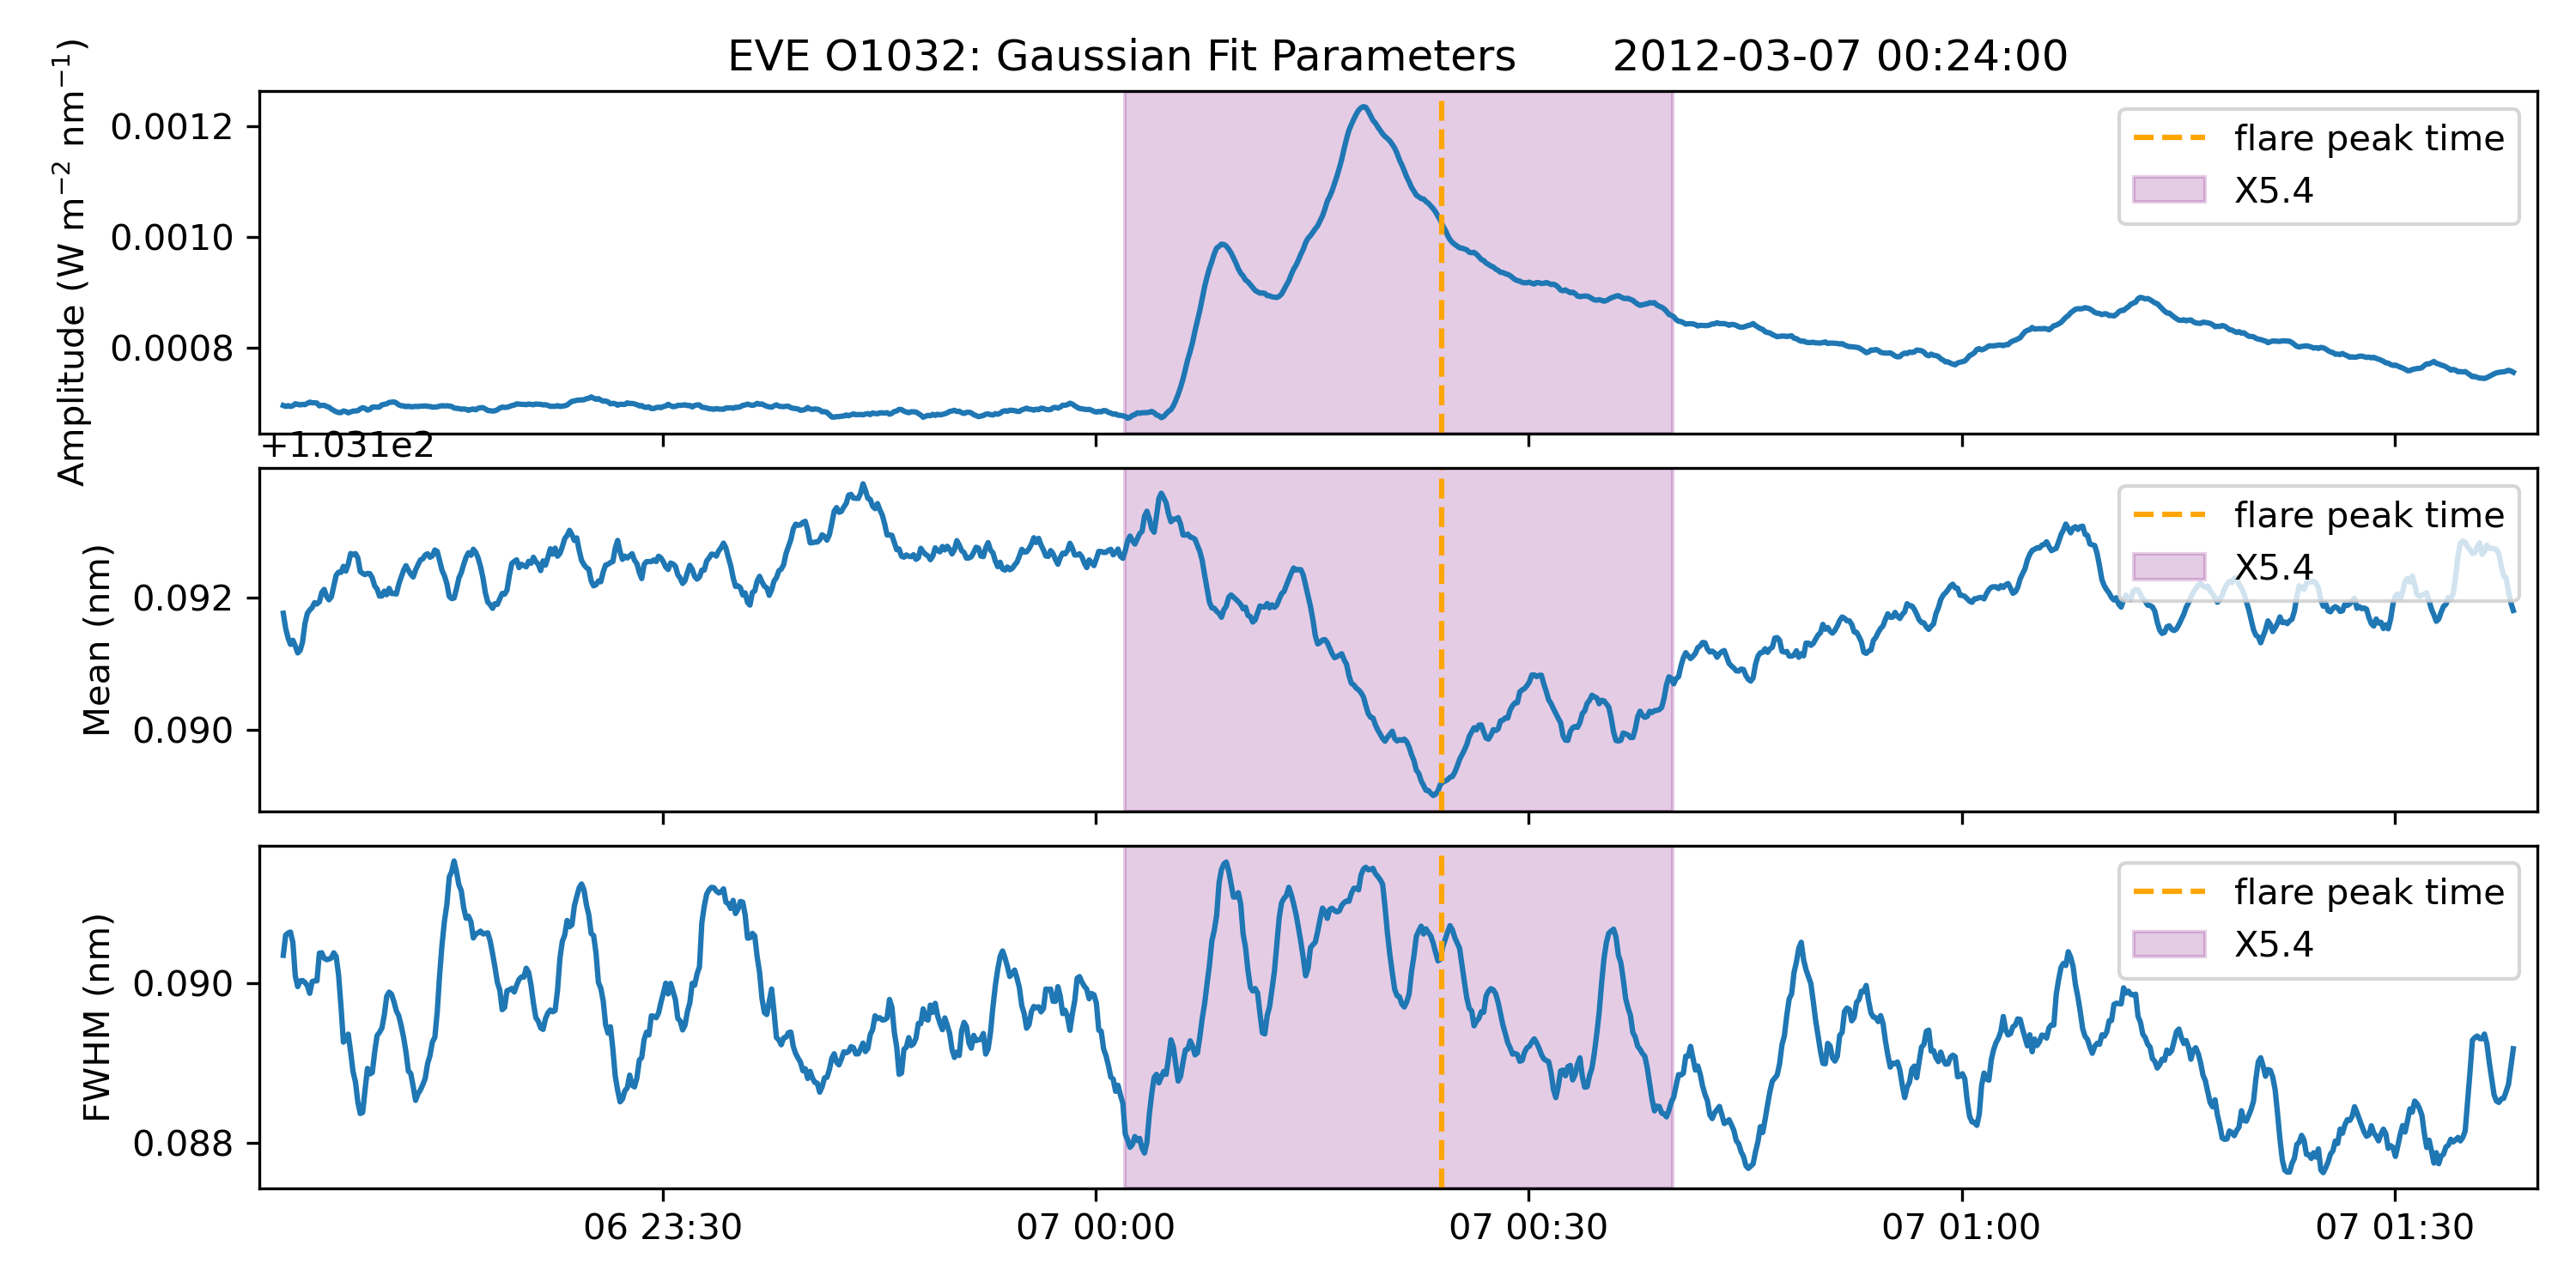 EVE O1032: Gaussian Fit Parameters 2012-03-07 00:24:00
Amplitude (W m⁻² nm⁻¹)
0.0012
0.0010
0.0008
flare peak time
X5.4
+1.031e2
Mean (nm)
0.092
0.090
flare peak time
X5.4
FWHM (nm)
0.090
0.088
flare peak time
X5.4
06 23:30 07 00:00 07 00:30 07 01:00 07 01:30